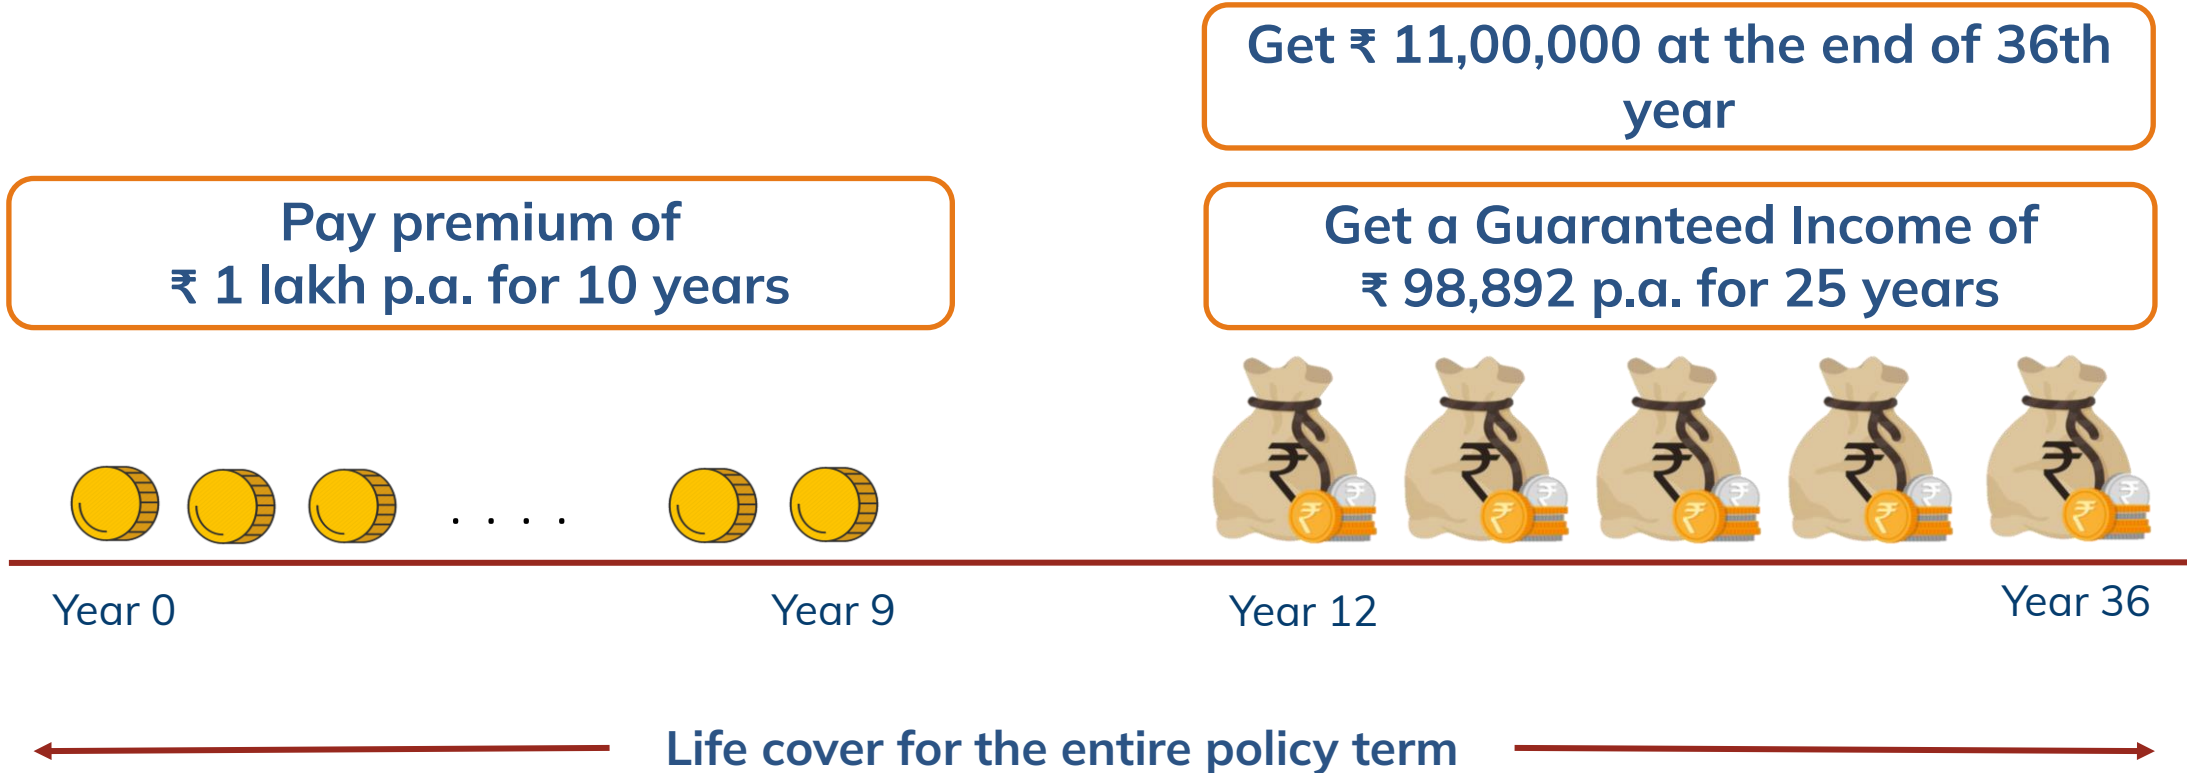 Get ₹ 11,00,000 at the end of 36th
year
Pay premium of
₹ 1 lakh p.a. for 10 years
Get a Guaranteed Income of
₹ 98,892 p.a. for 25 years
₹ ₹ ₹ ₹ ₹
₹ ₹ ₹ ₹ ₹ ₹ ₹ ₹ ₹ ₹
. . . .
Year 0
Year 9
Year 12
Year 36
Life cover for the entire policy term